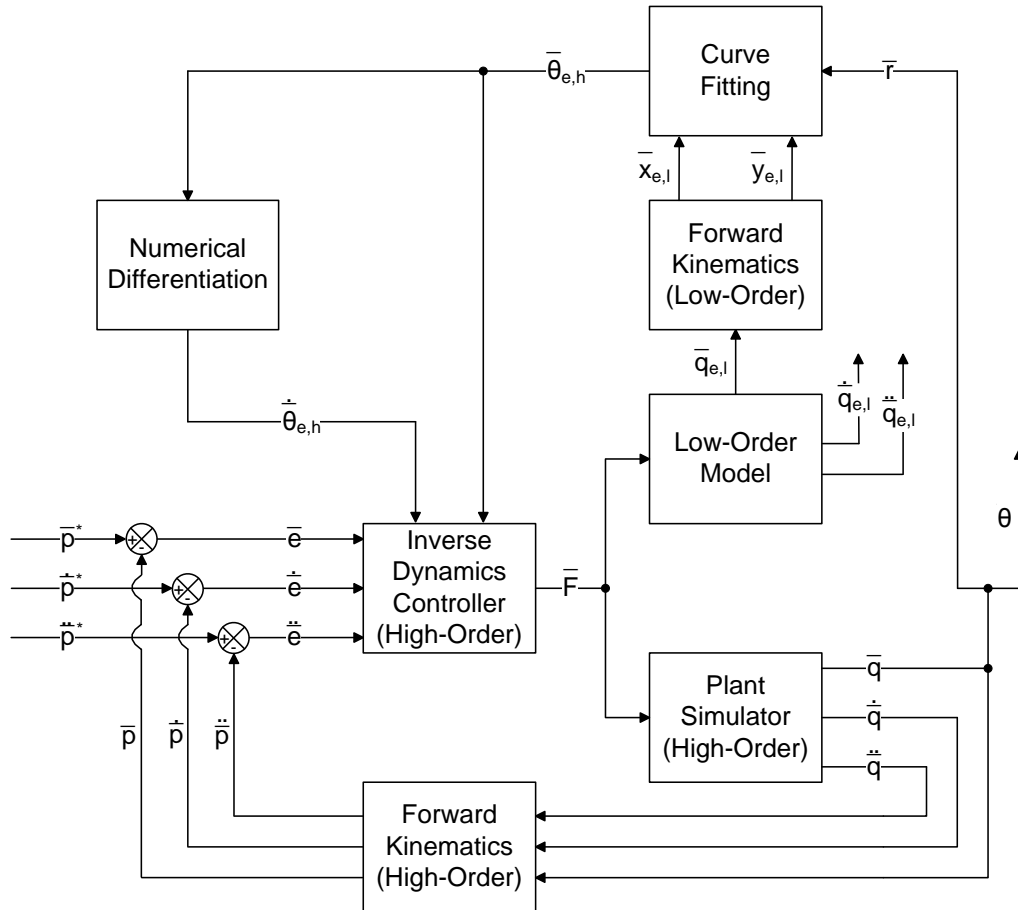 Curve
Fitting
θ̅e,h
r̅
x̅e,l
y̅e,l
Numerical
Differentiation
Forward
Kinematics
(Low-Order)
q̅e,l
q̅̇e,l
q̅̈e,l
θ̅̇e,h
Low-Order
Model
θ
p̅*
+
-
e̅
p̅̇*
+
-
e̅̇
p̅̈*
+
-
e̅̈
Inverse
Dynamics
Controller
(High-Order)
F̅
Plant
Simulator
(High-Order)
q̅
q̅̇
q̅̈
p̅
p̅̇
p̅̈
Forward
Kinematics
(High-Order)